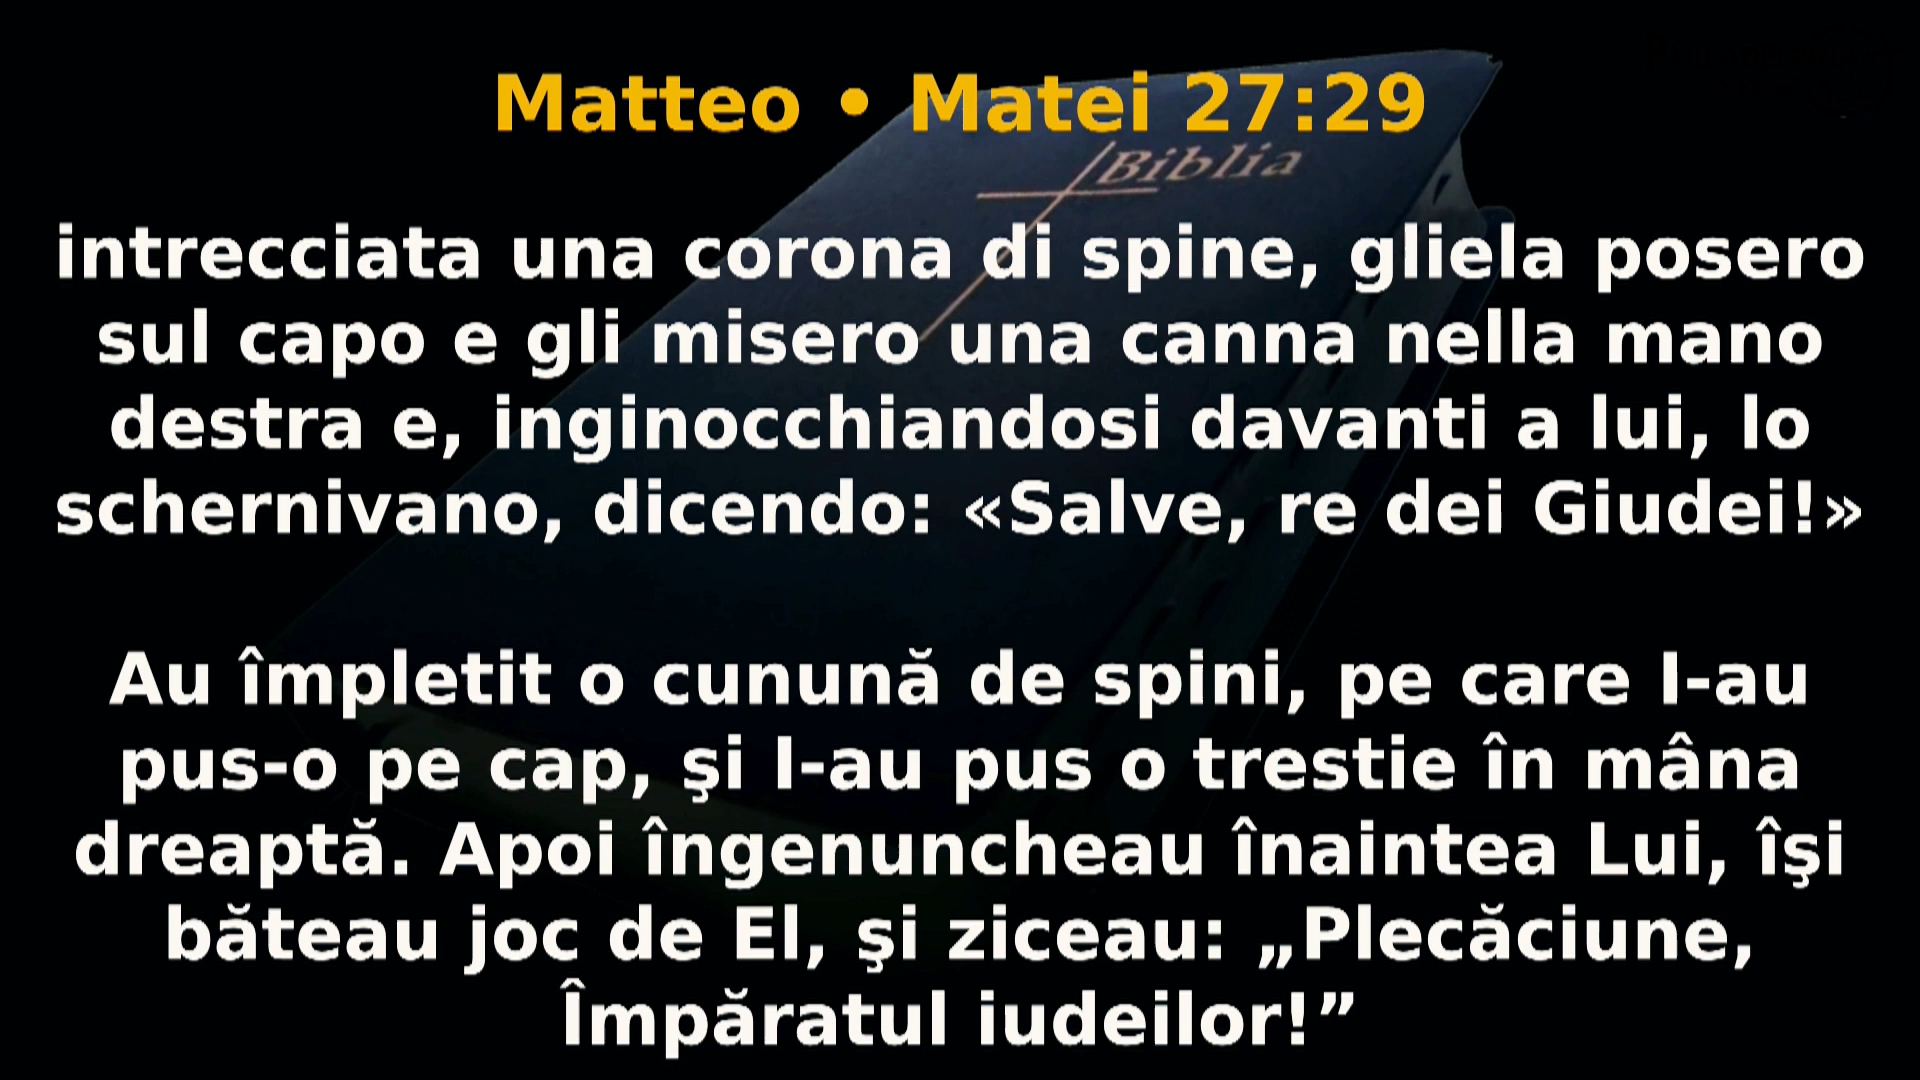 Matteo • Matei 27:29
Biblia
intrecciata una corona di spine, gliela posero
sul capo e gli misero una canna nella mano
destra e, inginocchiandosi davanti a lui, lo
schernivano, dicendo: «Salve, re dei Giudei!»
Au împletit o cunună de spini, pe care I-au
pus-o pe cap, şi I-au pus o trestie în mâna
dreaptă. Apoi îngenuncheau înaintea Lui, îşi
băteau joc de El, şi ziceau: „Plecăciune,
Împăratul iudeilor!”